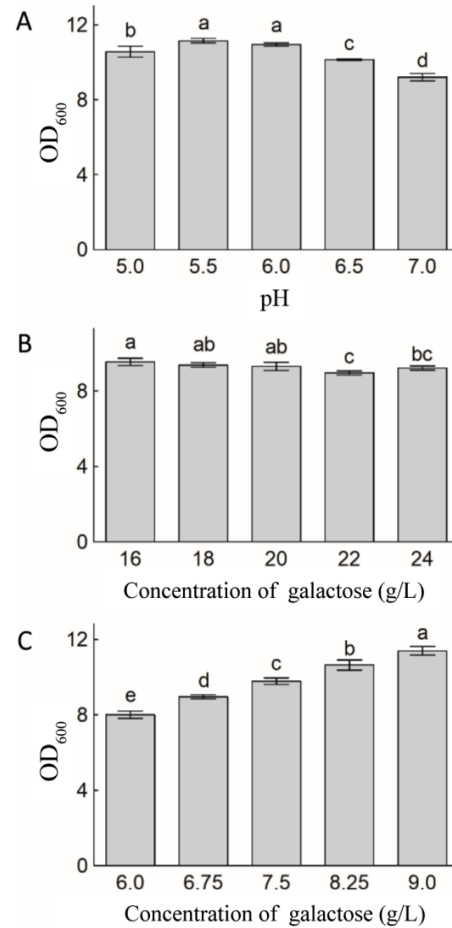 A
12
8
4
0
OD600
b
a
a
c
d
5.0 5.5 6.0 6.5 7.0
pH
B
8
4
0
OD600
a
ab
ab
c
bc
16 18 20 22 24
Concentration of galactose (g/L)
C
12
8
4
0
OD600
e
d
c
b
a
6.0 6.75 7.5 8.25 9.0
Concentration of galactose (g/L)